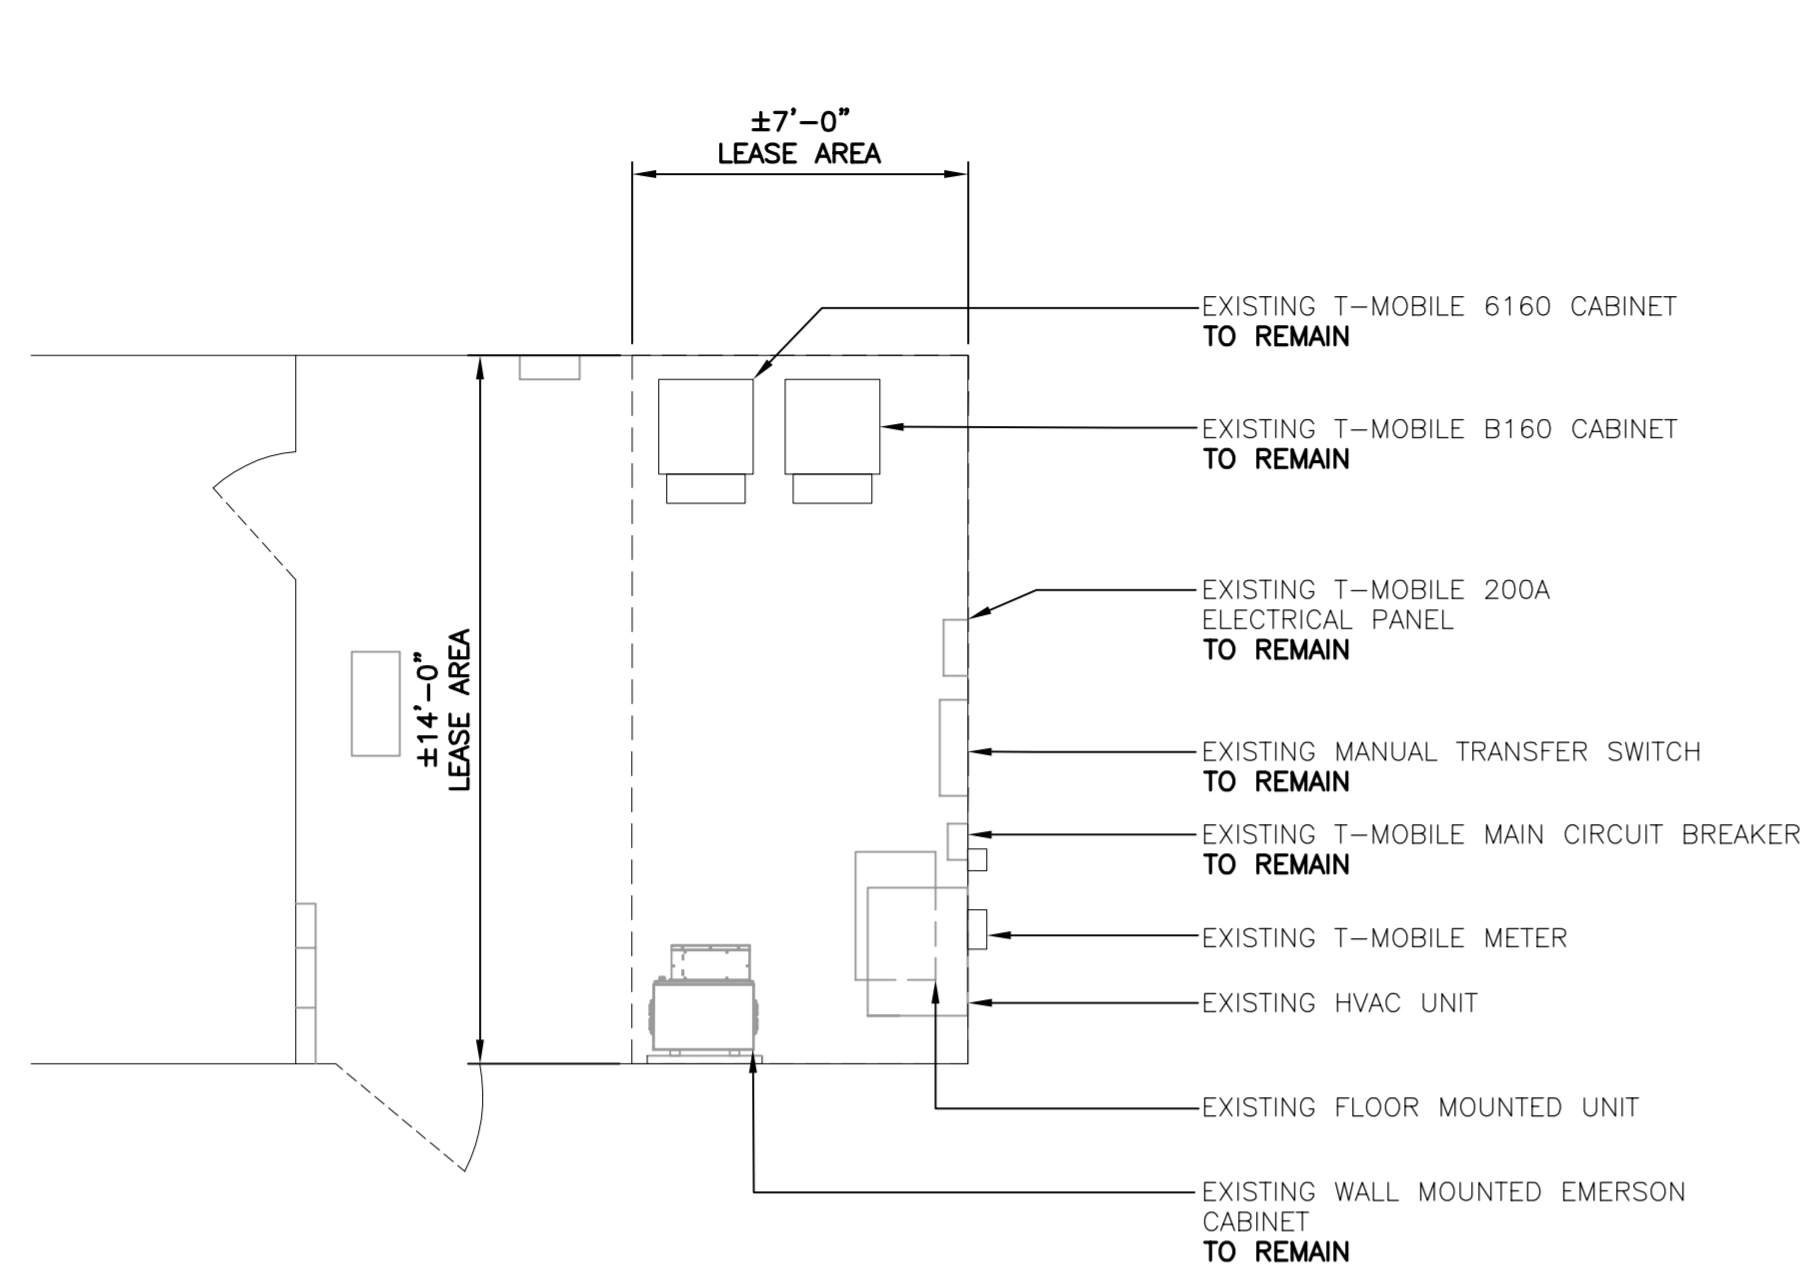 ±7'-0"
LEASE AREA
EXISTING T-MOBILE 6160 CABINET
TO REMAIN
EXISTING T-MOBILE B160 CABINET
TO REMAIN
EXISTING T-MOBILE 200A
ELECTRICAL PANEL
TO REMAIN
±14'-0"
LEASE AREA
EXISTING MANUAL TRANSFER SWITCH
TO REMAIN
EXISTING T-MOBILE MAIN CIRCUIT BREAKER
TO REMAIN
EXISTING T-MOBILE METER
EXISTING HVAC UNIT
EXISTING FLOOR MOUNTED UNIT
EXISTING WALL MOUNTED EMERSON
CABINET
TO REMAIN